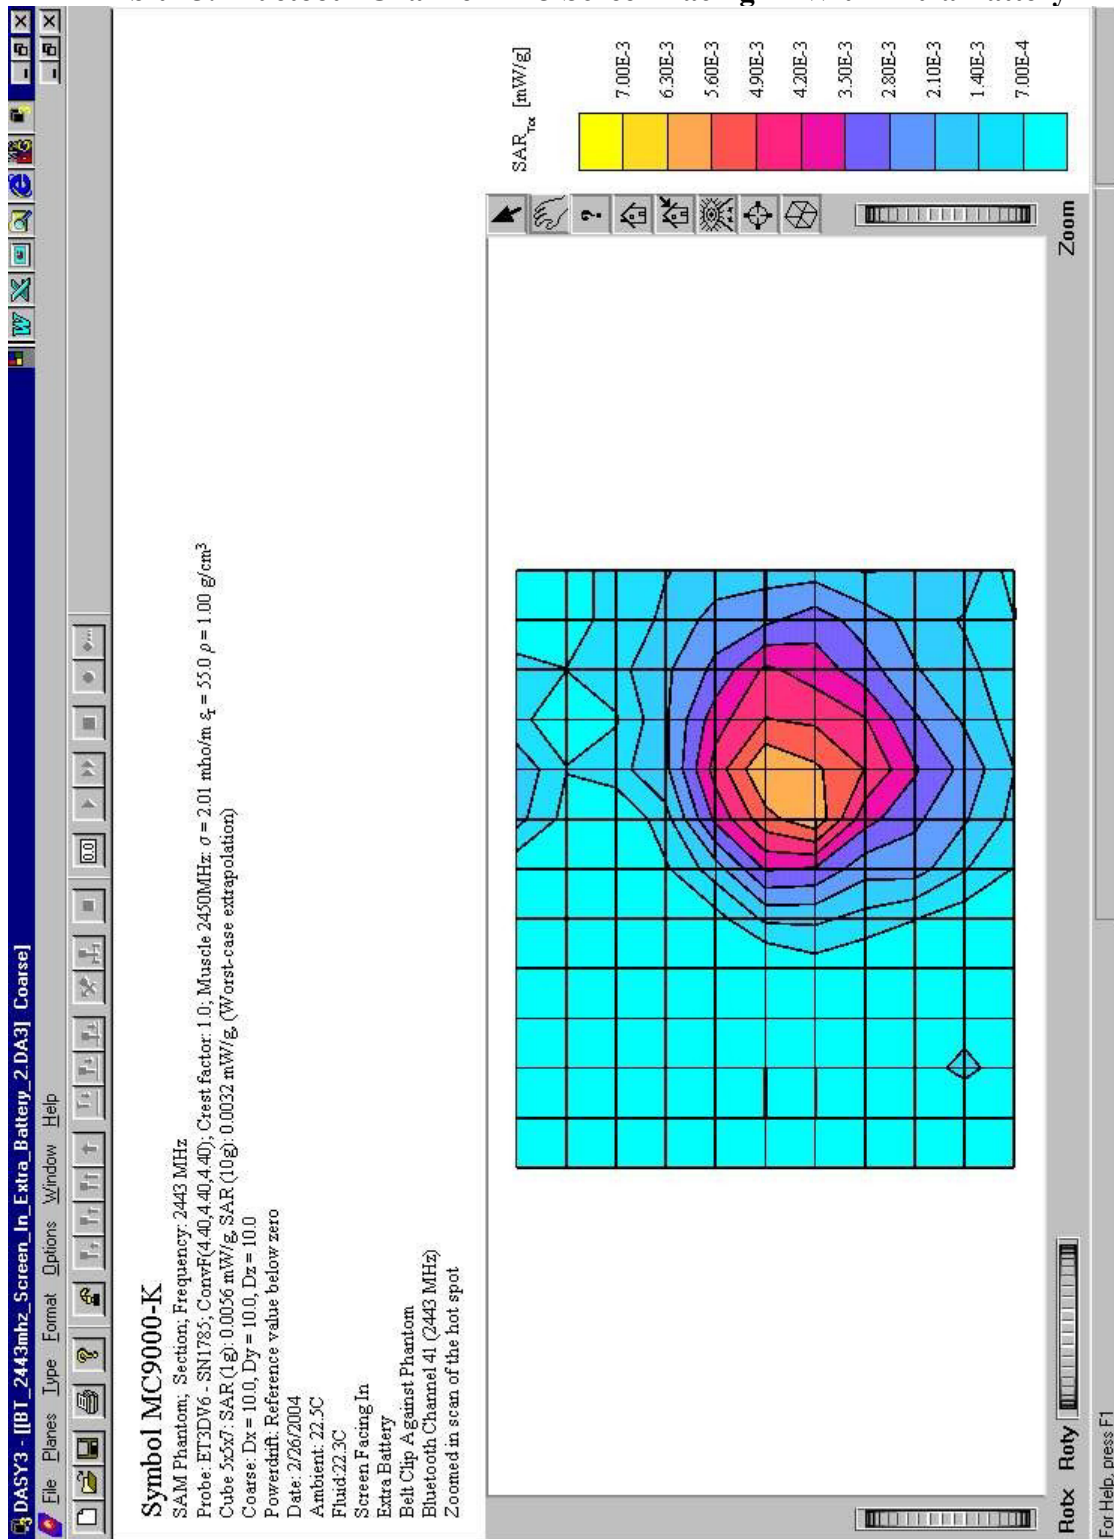 DASY3 - [[BT_2443mhz_Screen_In_Extra_Battery_2.DA3] Coarse]
File Planes Type Format Options Window Help
Symbol MC9000-K
SAM Phantom; Section; Frequency: 2443 MHz
Probe: ET3DV6 - SN1785; ConvF(4.40,4.40,4.40); Crest factor: 1.0; Muscle 2450MHz: σ = 2.01 mho/m εr = 55.0 ρ = 1.00 g/cm³
Cube 5x5x7: SAR (1g): 0.0056 mW/g, SAR (10g): 0.0032 mW/g, (Worst-case extrapolation)
Coarse: Dx = 10.0, Dy = 10.0, Dz = 10.0
Powerdrift: Reference value below zero
Date: 2/26/2004
Ambient: 22.5C
Fluid:22.3C
Screen Facing In
Extra Battery
Belt Clip Against Phantom
Bluetooth Channel 41 (2443 MHz)
Zoomed in scan of the hot spot
SAR Tot [mW/g]
7.00E-3
6.30E-3
5.60E-3
4.90E-3
4.20E-3
3.50E-3
2.80E-3
2.10E-3
1.40E-3
7.00E-4
Rotx Roty Zoom
For Help, press F1